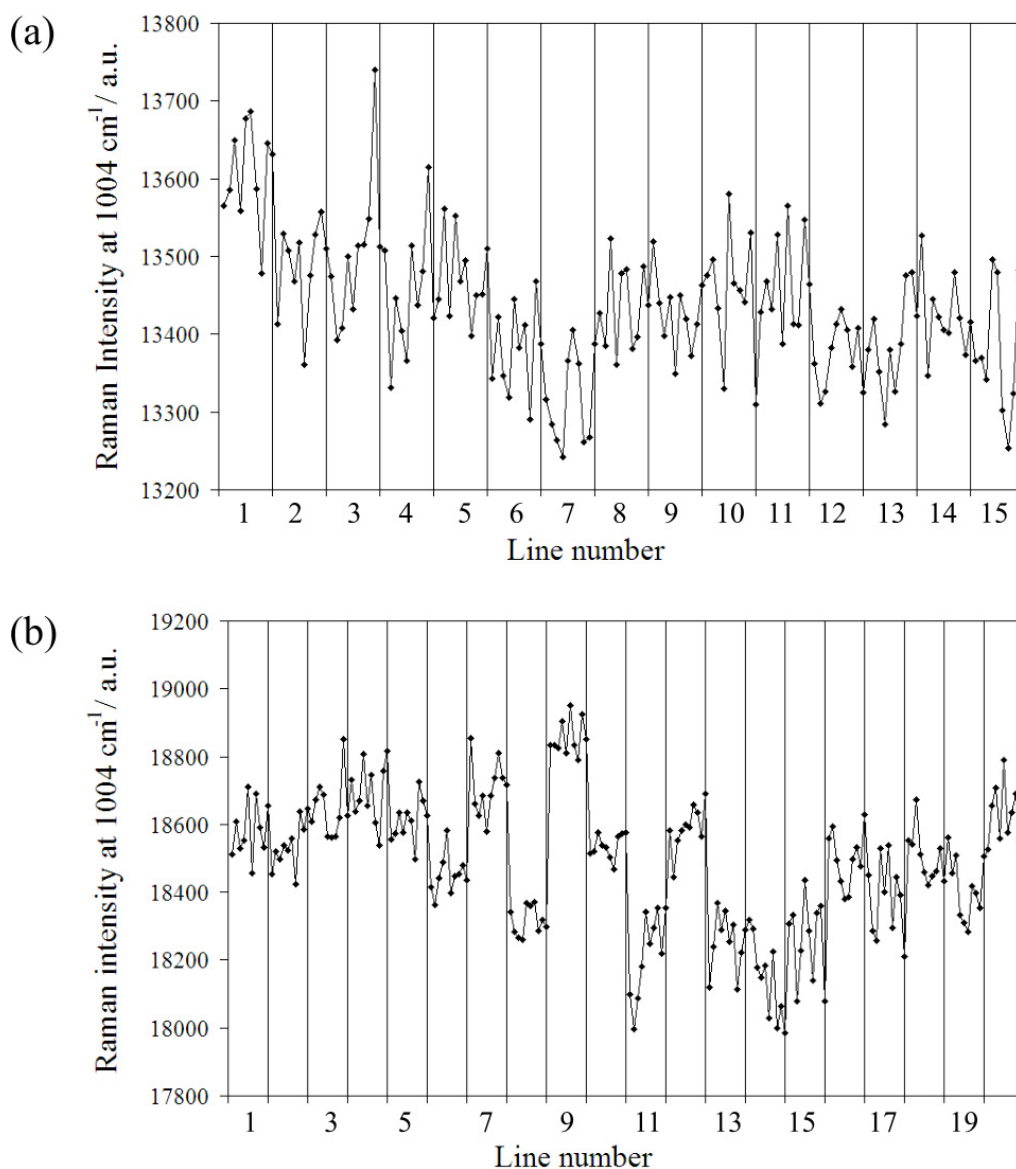 (a)
Raman Intensity at 1004 cm⁻¹/ a.u.
13800
13700
13600
13500
13400
13300
13200
1 2 3 4 5 6 7 8 9 10 11 12 13 14 15
Line number
(b)
Raman intensity at 1004 cm⁻¹/ a.u.
19200
19000
18800
18600
18400
18200
18000
17800
1 3 5 7 9 11 13 15 17 19
Line number